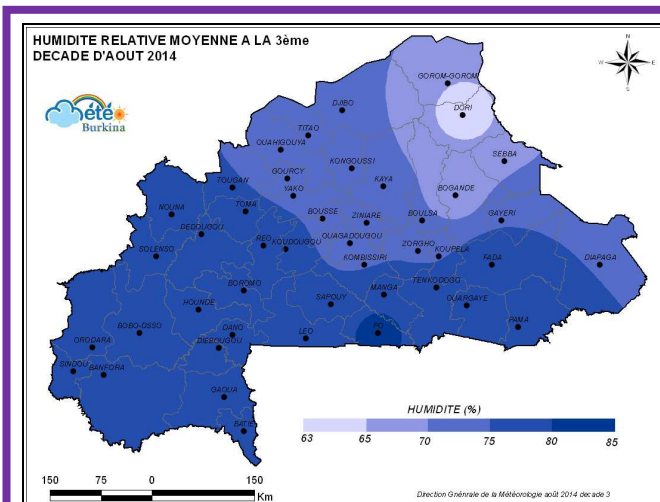 HUMIDITE RELATIVE MOYENNE A LA 3ème
DECADE D'AOUT 2014
N
W
E
S
météo
Burkina
GOROM-GOROM
DJIBO
DORI
TITAO
OUAHIGOUYA
SEBBA
KONGOUSSI
GOURCY
KAYA
TOUGAN
YAKO
BOGANDE
NOUNA
TOMA
BOUSSE
ZINIARE
BOULSA
GAYERI
DEDOUGOU
REO
KOUDOUGOU
OUAGADOUGOU
ZORGHO
KOUPELA
SOLENSO
KOMBISSIRI
FADA
DIAPAGA
BOROMO
MANGA
TENKODOGO
HOUNDE
SAPOUY
OUARGAYE
BOBO-DSSO
DANO
PO
PAMA
ORODARA
DIEBOUGOU
LEO
SINDOU
BANFORA
GAOUA
BATIE
HUMIDITE (%)
63 65 70 75 80 85
150 75 0 150
Km
Direction Gnénrale de la Météorologie août 2014 decade 3